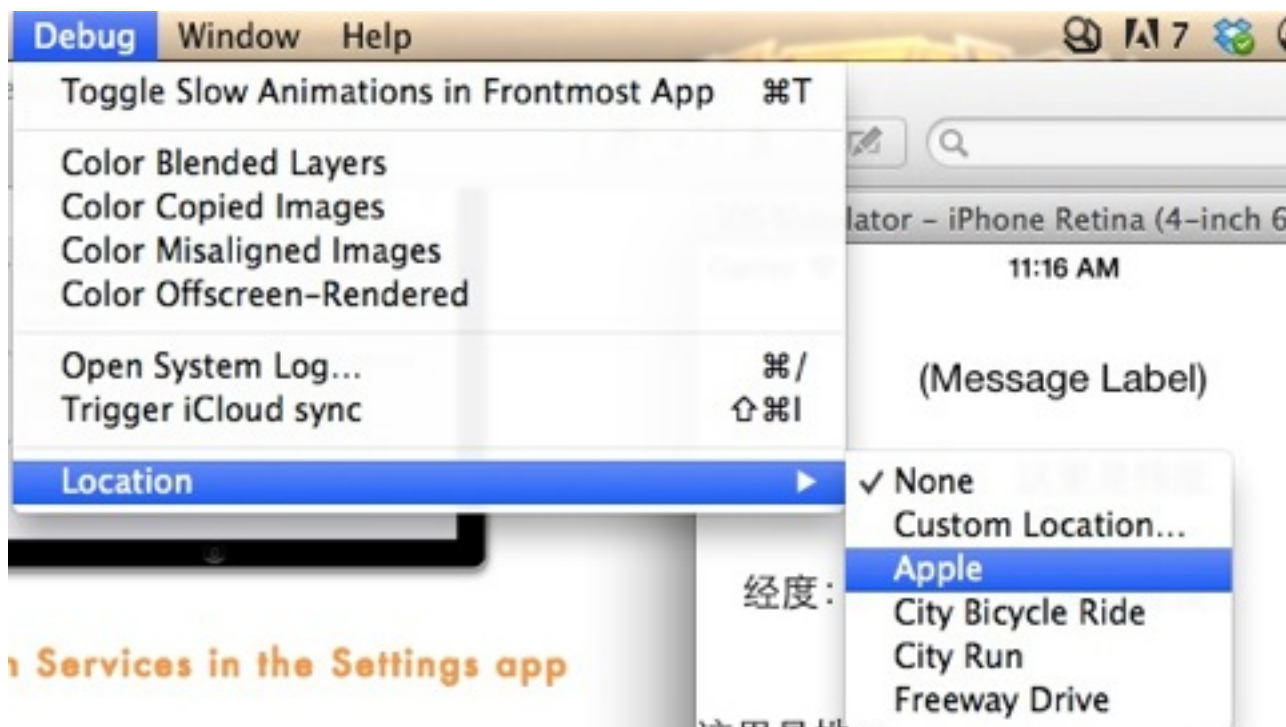 Debug Window Help 7
Toggle Slow Animations in Frontmost App ⌘T
Color Blended Layers
Color Copied Images
Color Misaligned Images
Color Offscreen-Rendered
Open System Log... ⌘/
Trigger iCloud sync ⇧⌘I
Location
lator - iPhone Retina (4-inch 6
11:16 AM
(Message Label)
✓ None
Custom Location...
Apple
City Bicycle Ride
City Run
Freeway Drive
经度:
Services in the Settings app